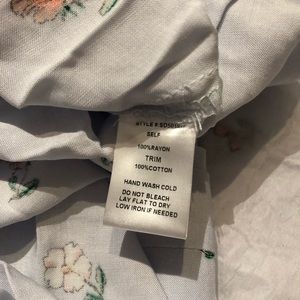 STYLE #
SELF
100%RAYON
TRIM
100%COTTON
HAND WASH COLD
DO NOT BLEACH
LAY FLAT TO DRY
LOW IRON IF NEEDED